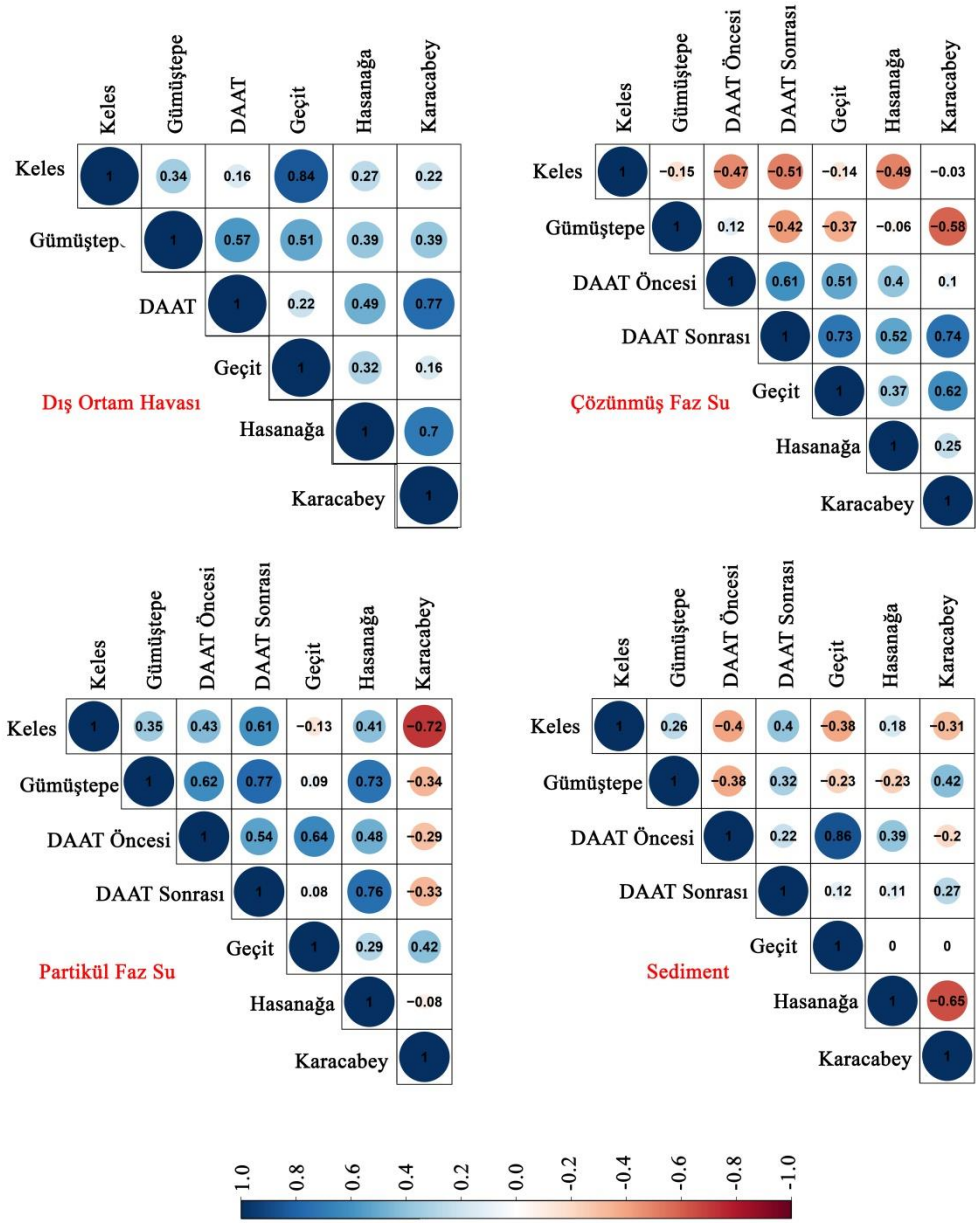 Keles Gümüştepe DAAT Geçit Hasanağa Karacabey
Keles 1 0.34 0.16 0.84 0.27 0.22
Gümüştep 1 0.57 0.51 0.39 0.39
DAAT 1 0.22 0.49 0.77
Geçit 1 0.32 0.16
Dış Ortam Havası
Hasanağa 1 0.7
Karacabey 1
Keles Gümüştepe DAAT Öncesi DAAT Sonrası Geçit Hasanağa Karacabey
Keles 1 −0.15 −0.47 −0.51 −0.14 −0.49 −0.03
Gümüştepe 1 0.12 −0.42 −0.37 −0.06 −0.58
DAAT Öncesi 1 0.61 0.51 0.4 0.1
DAAT Sonrası 1 0.73 0.52 0.74
Geçit 1 0.37 0.62
Çözünmüş Faz Su
Hasanağa 1 0.25
Karacabey 1
Keles Gümüştepe DAAT Öncesi DAAT Sonrası Geçit Hasanağa Karacabey
Keles 1 0.35 0.43 0.61 −0.13 0.41 −0.72
Gümüştepe 1 0.62 0.77 0.09 0.73 −0.34
DAAT Öncesi 1 0.54 0.64 0.48 −0.29
DAAT Sonrası 1 0.08 0.76 −0.33
Geçit 1 0.29 0.42
Partikül Faz Su
Hasanağa 1 −0.08
Karacabey 1
Keles Gümüştepe DAAT Öncesi DAAT Sonrası Geçit Hasanağa Karacabey
Keles 1 0.26 −0.4 0.4 −0.38 0.18 −0.31
Gümüştepe 1 −0.38 0.32 −0.23 −0.23 0.42
DAAT Öncesi 1 0.22 0.86 0.39 −0.2
DAAT Sonrası 1 0.12 0.11 0.27
Geçit 1 0 0
Sediment
Hasanağa 1 −0.65
Karacabey 1
1.0 0.8 0.6 0.4 0.2 0.0 -0.2 -0.4 -0.6 -0.8 -1.0